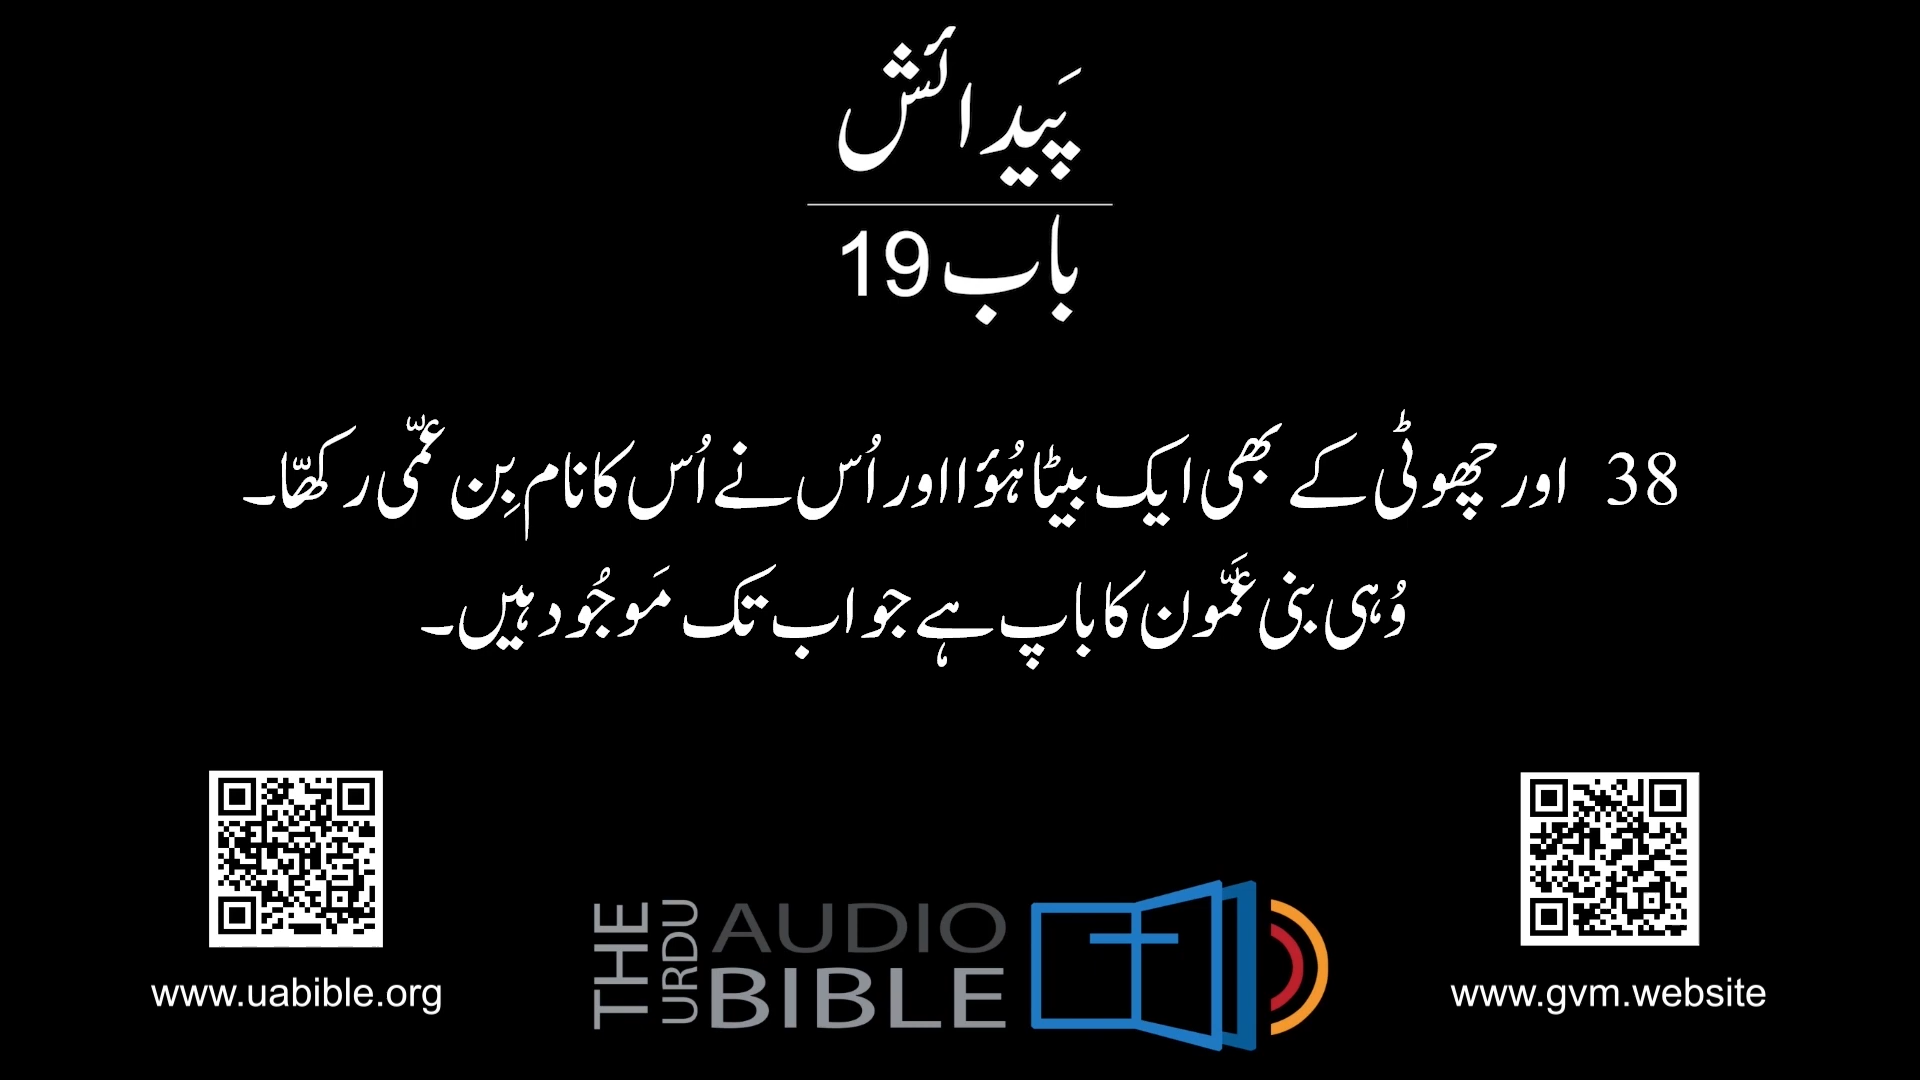 پَیدائش
باب 19
38 اور چھوٹی کے بھی ایک بیٹا ہُؤا اور اُس نے اُس کا نام بِن عمّی رکھّا۔
وُہی بنی عَمّون کا باپ ہے جو اب تک مَوجُود ہیں۔
www.uabible.org
THE URDU AUDIO BIBLE
www.gvm.website